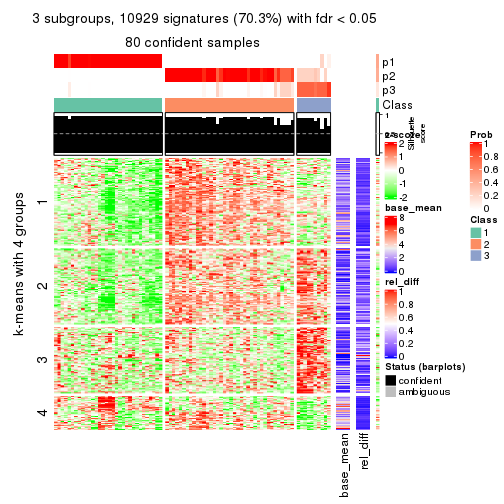 3 subgroups, 10929 signatures (70.3%) with fdr < 0.05
80 confident samples
p1
p2
p3
Class
1
Silhouette
score
k-means with 4 groups
1
2
3
4
base_mean
rel_diff
z-score
2
1
0
-1
-2
base_mean
8
6
4
2
0
rel_diff
1
0.8
0.6
0.4
0.2
0
Status (barplots)
confident
ambiguous
Prob
1
0.8
0.6
0.4
0.2
0
Class
1
2
3